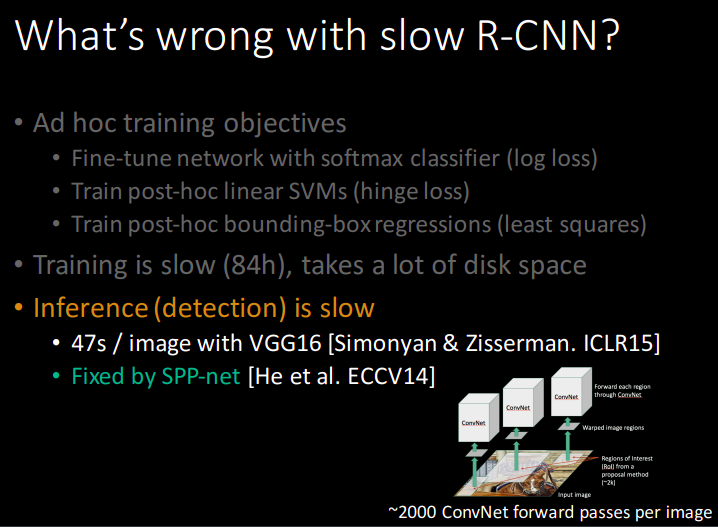 What's wrong with slow R-CNN?
• Ad hoc training objectives
• Fine-tune network with softmax classifier (log loss)
• Train post-hoc linear SVMs (hinge loss)
• Train post-hoc bounding-box regressions (least squares)
• Training is slow (84h), takes a lot of disk space
• Inference (detection) is slow
• 47s / image with VGG16 [Simonyan & Zisserman. ICLR15]
• Fixed by SPP-net [He et al. ECCV14]
ConvNet
ConvNet
ConvNet
Forward each region
through ConvNet
Warped image regions
Regions of Interest
(RoI) from a
proposal method
(~2k)
Input image
~2000 ConvNet forward passes per image